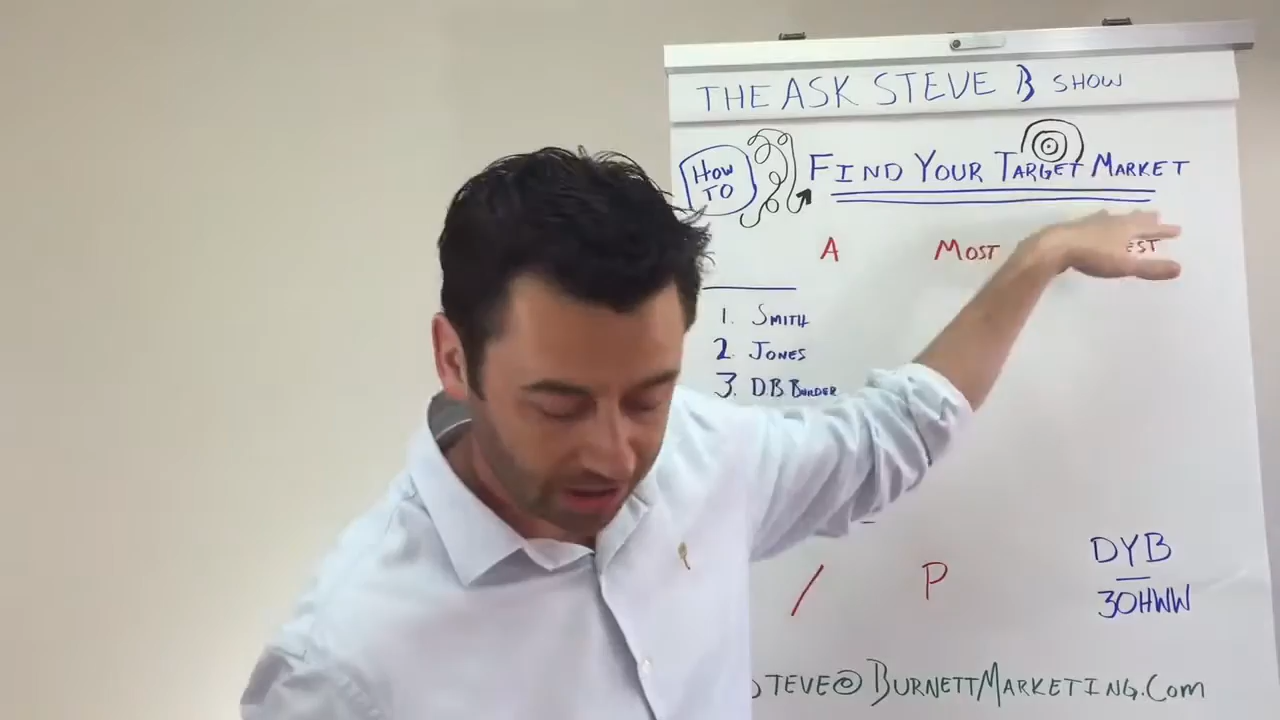 THE ASK STEVE B SHOW
HOW TO FIND YOUR TARGET MARKET
A MOST
1. SMITH
2. JONES
3. D.B. BURDER
/ P
DYB
30HWW
STEVE@BURNETTMARKETING.COM